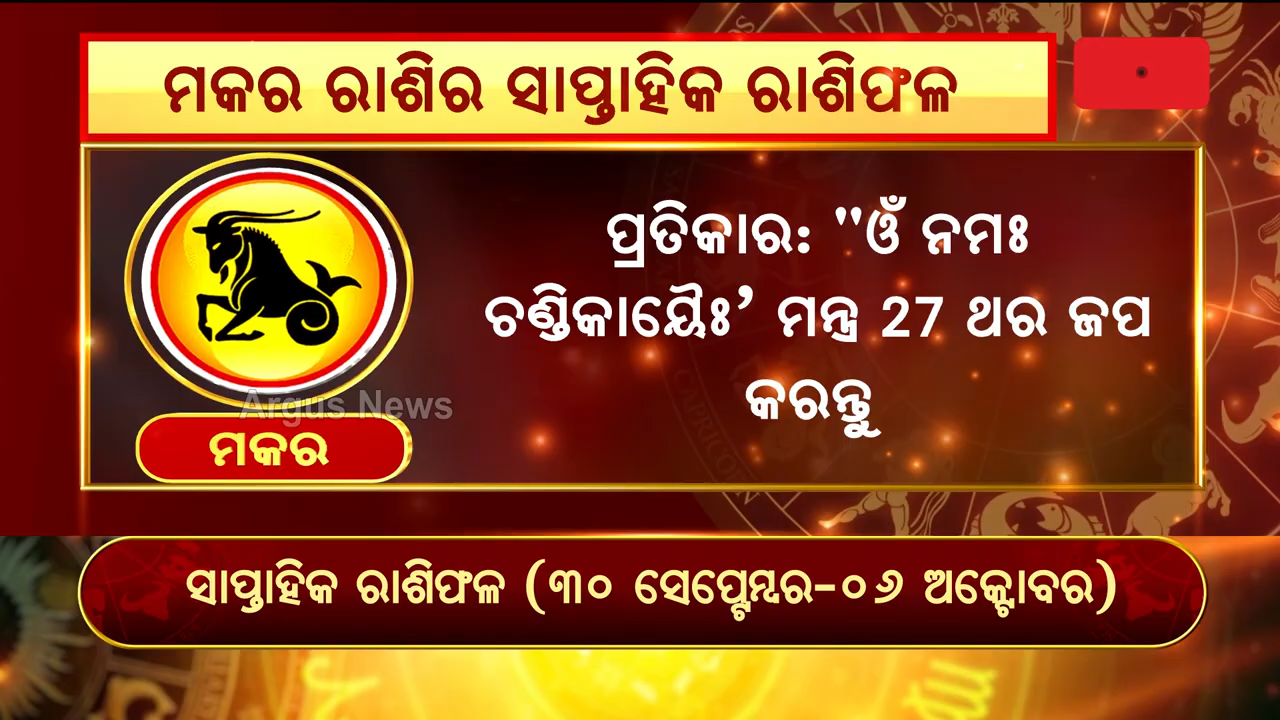 ମକର ରାଶିର ସାପ୍ତାହିକ ରାଶିଫଳ
ପ୍ରତିକାର: "ଓଁ ନମଃ
ଚଣ୍ଡିକାୟୈଃ’ ମନ୍ତ୍ର 27 ଥର ଜପ
କରନ୍ତୁ
Argus News
ମକର
ସାପ୍ତାହିକ ରାଶିଫଳ (୩୦ ସେପ୍ଟେମ୍ବର-୦୬ ଅକ୍ଟୋବର)